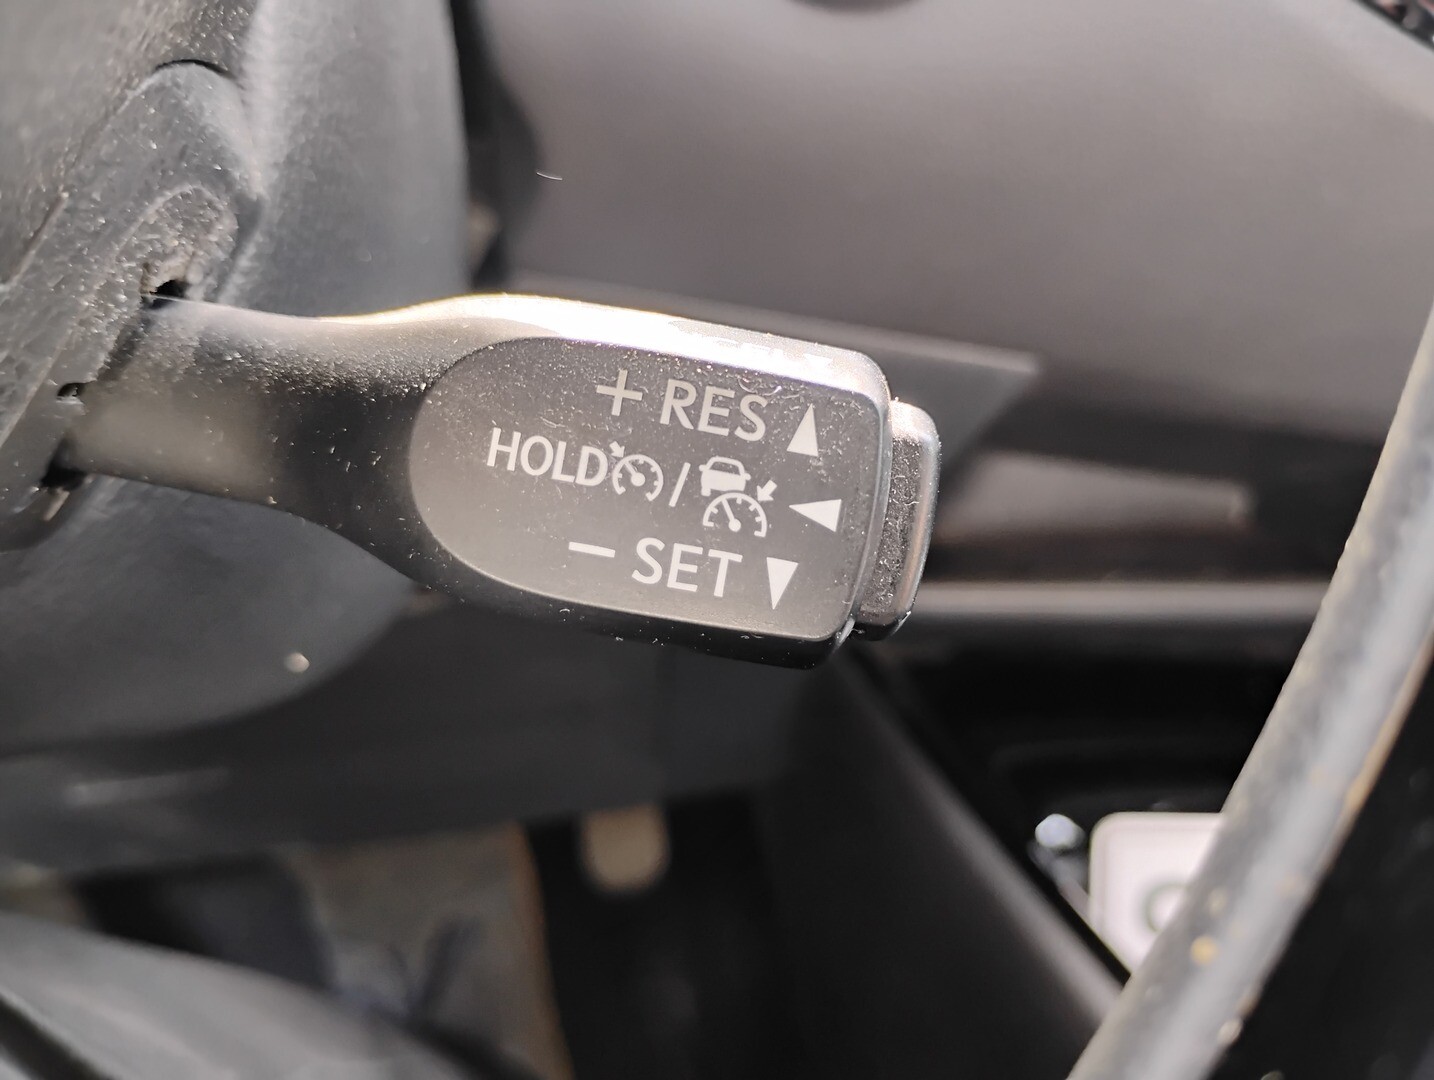 + RES
HOLD /
− SET